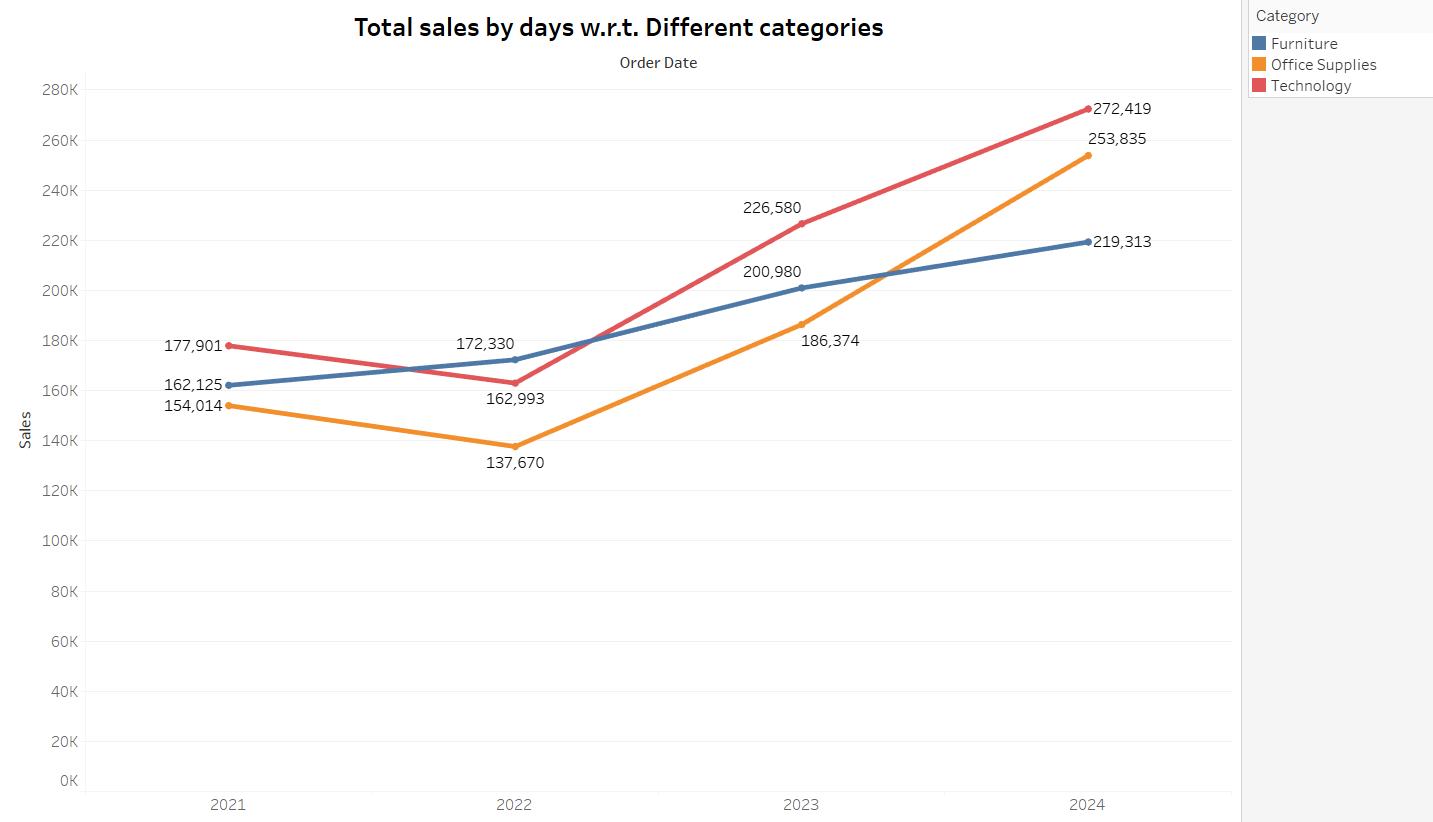 Total sales by days w.r.t. Different categories
Order Date
Category
Furniture
Office Supplies
Technology
Sales
280K
260K
240K
220K
200K
180K
160K
140K
120K
100K
80K
60K
40K
20K
0K
272,419
253,835
226,580
219,313
200,980
186,374
177,901
172,330
162,125
162,993
154,014
137,670
2021 2022 2023 2024